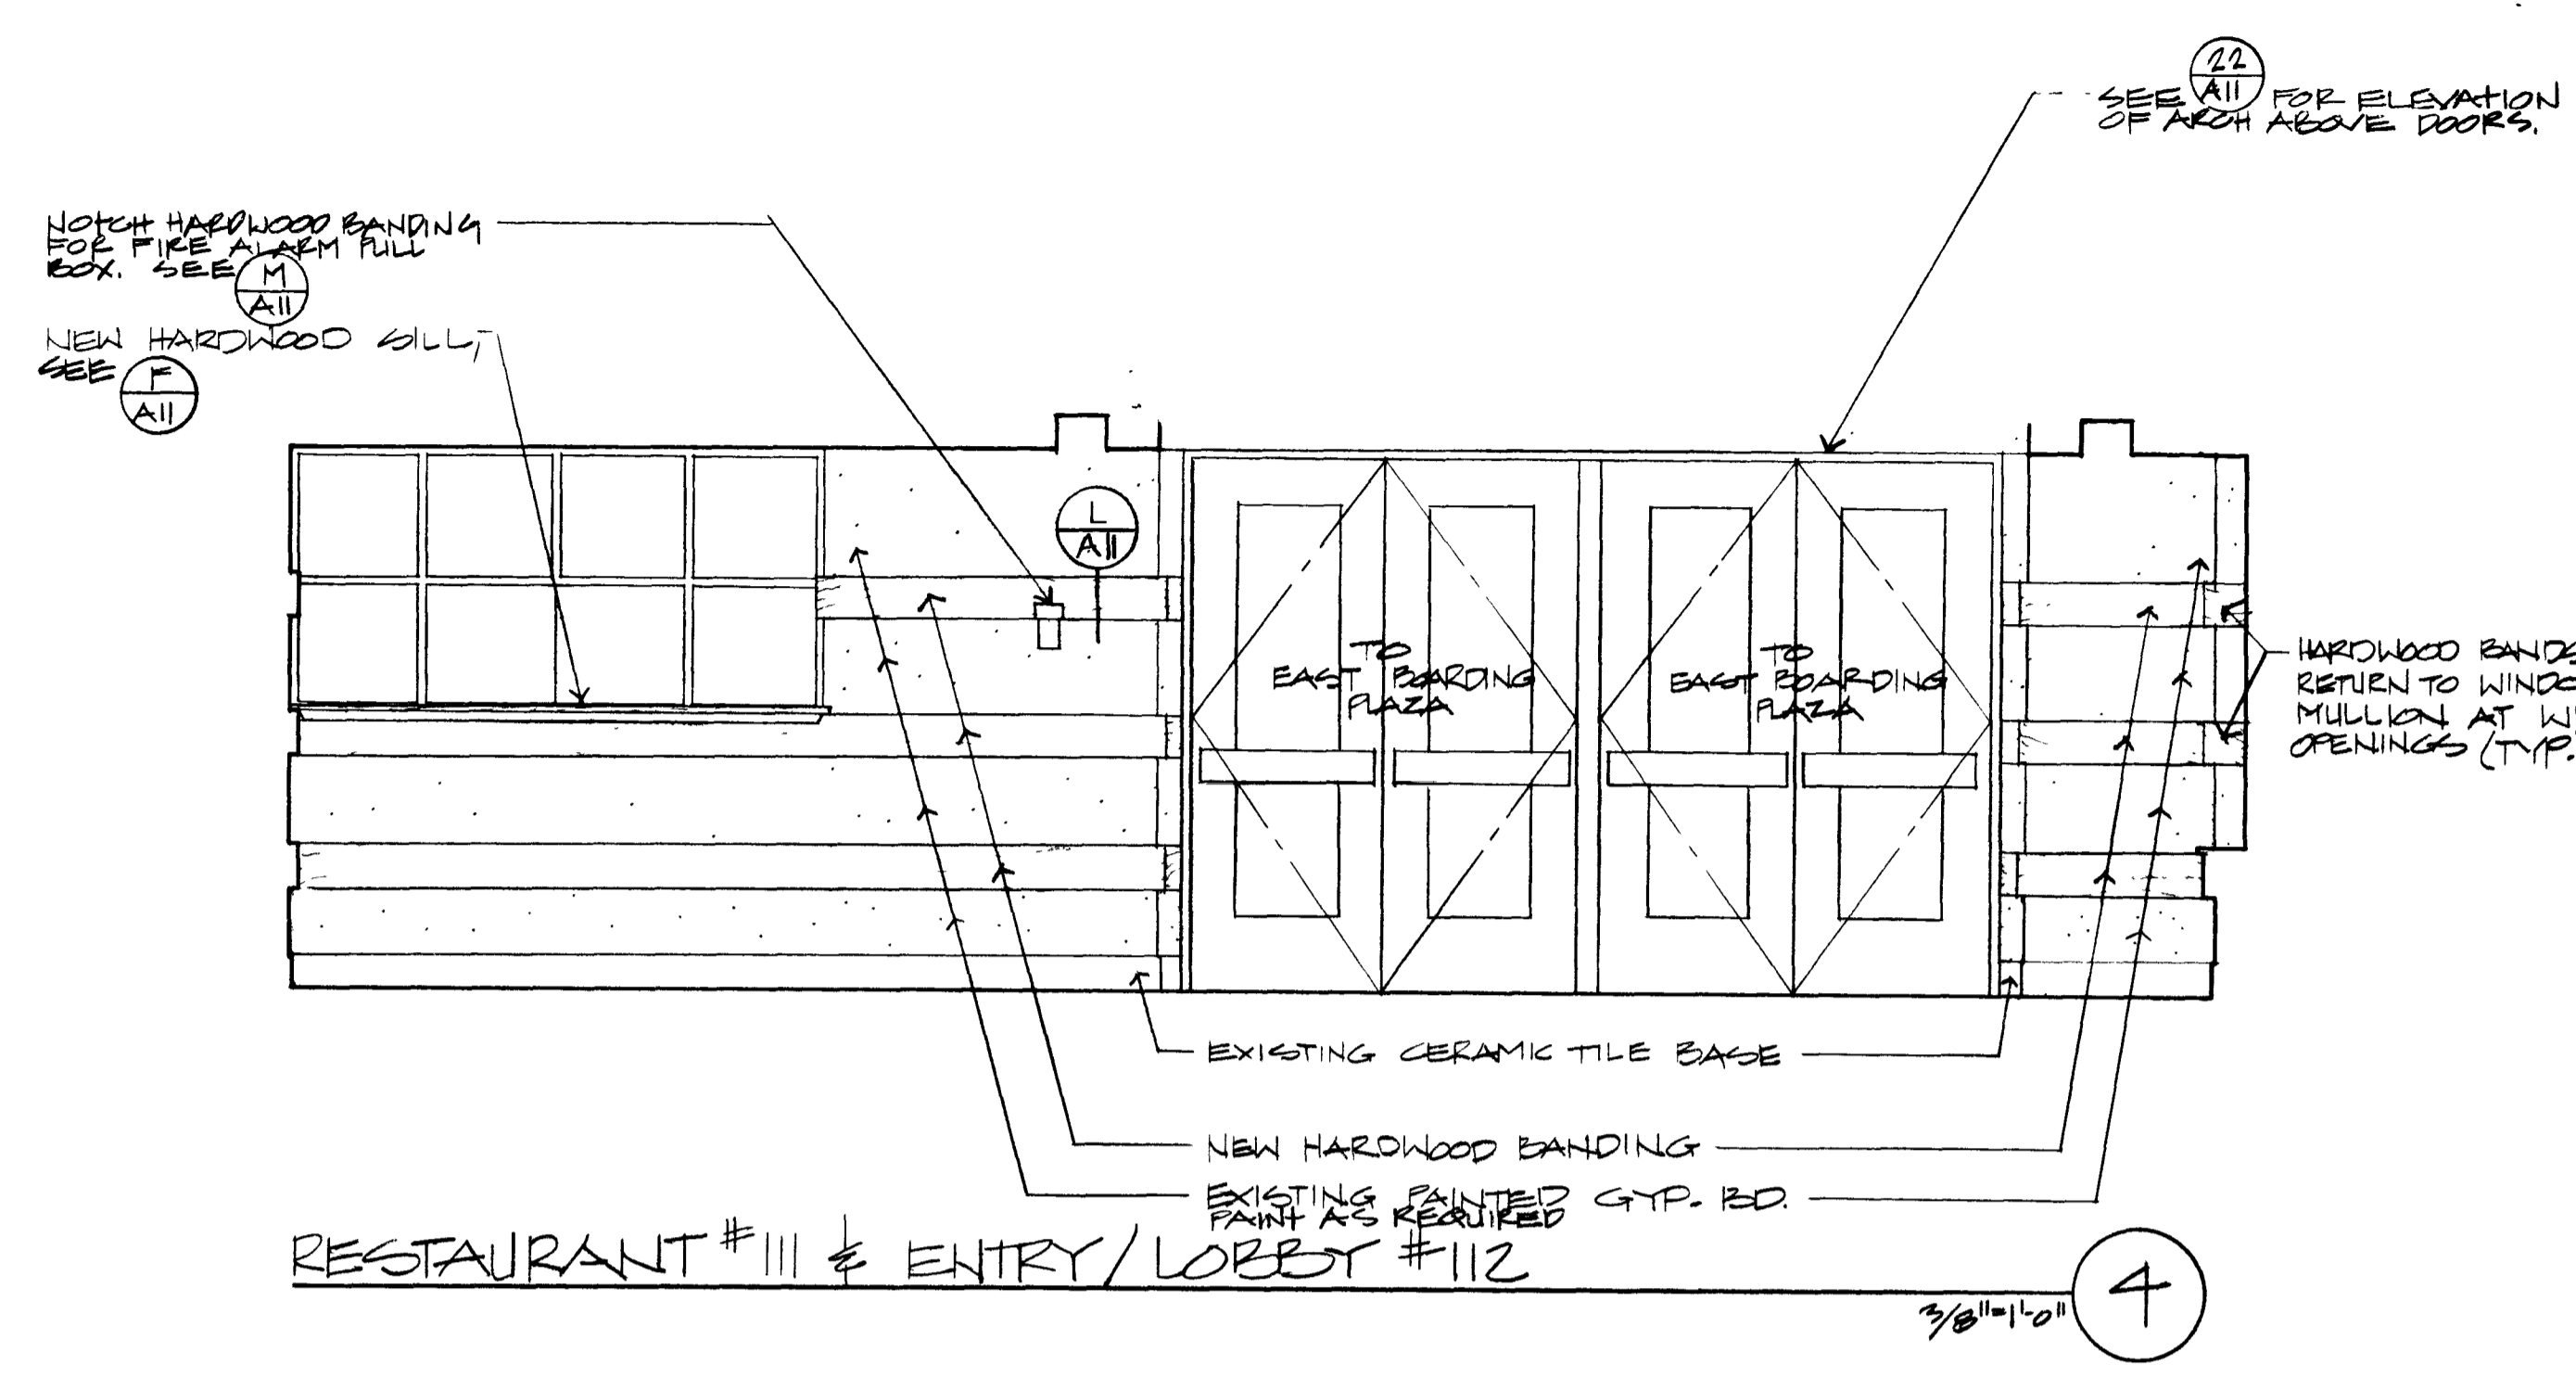 22
SEE A11 FOR ELEVATION
OF ARCH ABOVE DOORS.
NOTCH HARDWOOD BANDING
FOR FIRE ALARM PULL
BOX. SEE M
A11
NEW HARDWOOD SILL,
SEE F
A11
L
A11
TO
EAST BOARDING
PLAZA
TO
EAST BOARDING
PLAZA
HARDWOOD BANDS
RETURN TO
MULLION AT
OPENINGS (TYP.
EXISTING CERAMIC TILE BASE
NEW HARDWOOD BANDING
EXISTING PAINTED GYP. BD.
PAINT AS REQUIRED
RESTAURANT #111 & ENTRY/LOBBY #112
3/8"=1'-0"
4